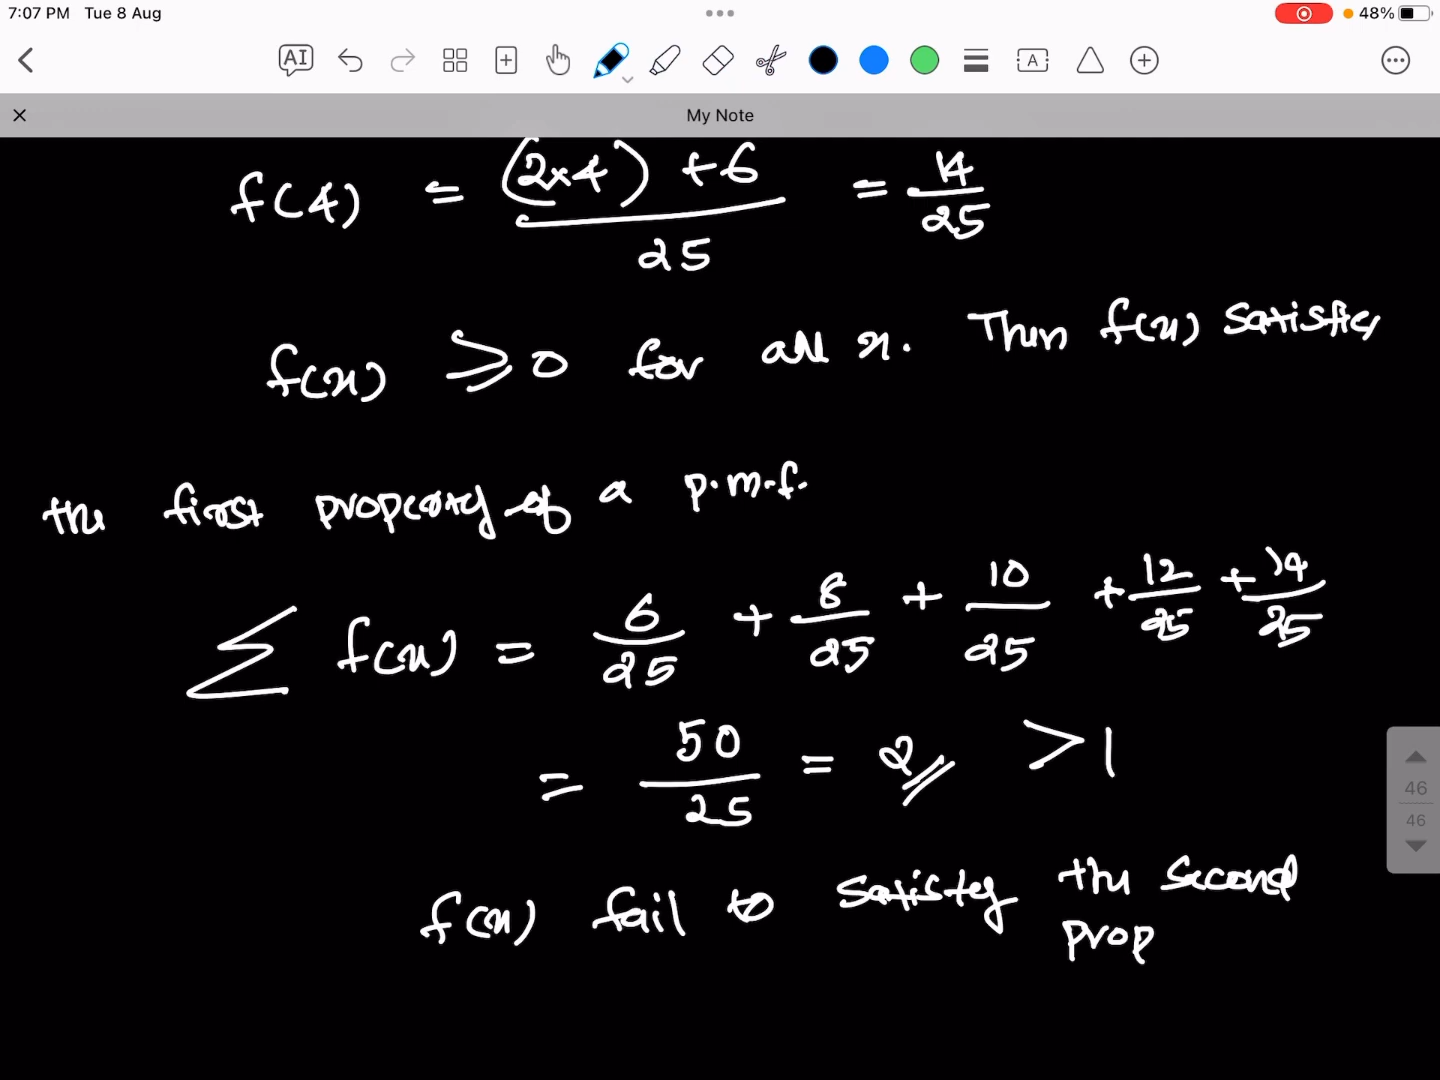 7:07 PM Tue 8 Aug
48%
AI
A
My Note
f(4) = (2×4) + 6 / 25 = 14/25
f(x) ≥ 0 for all x. Then f(x) satisfies
the first property of a p.m.f.
∑ f(x) = 6/25 + 8/25 + 10/25 + 12/25 + 14/25
= 50/25 = 2 > 1
46
46
f(x) fail to satisfy the second
prop